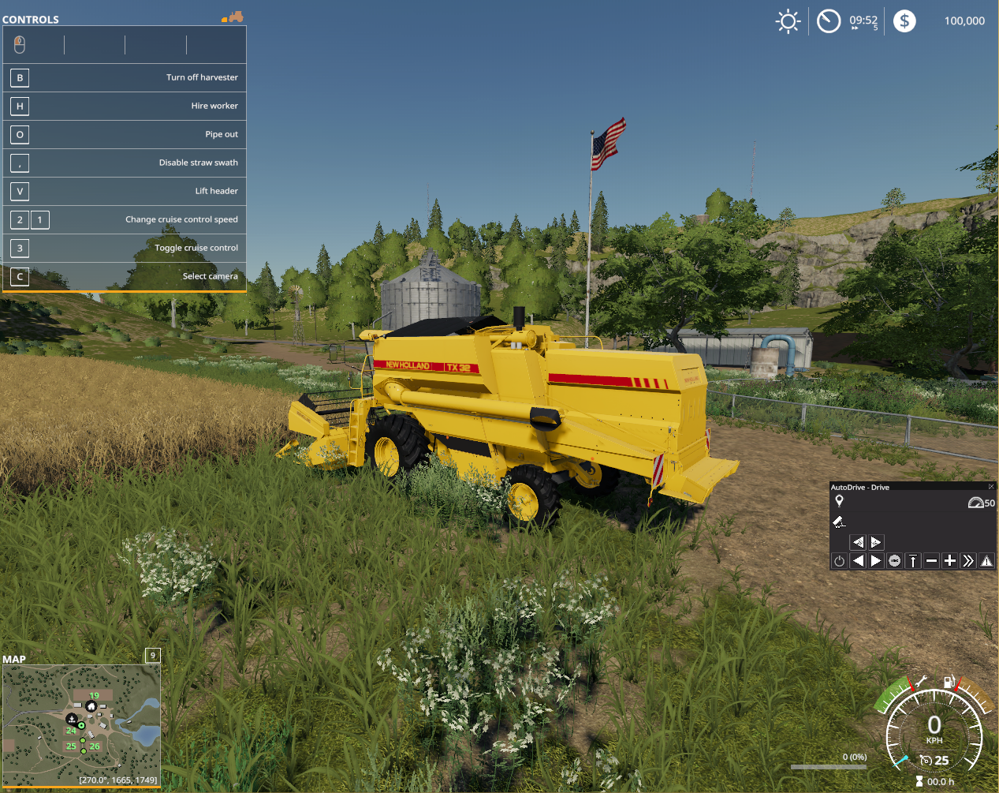 CONTROLS
B Turn off harvester
H Hire worker
O Pipe out
, Disable straw swath
V Lift header
2 1 Change cruise control speed
3 Toggle cruise control
C Select camera
09:52
5
$
100,000
NEW HOLLAND TX 32
AutoDrive - Drive
50
MAP
9
19
24
25 26
[270.0°, 1665, 1749]
0
KPH
25
0 (0%)
00.0 h